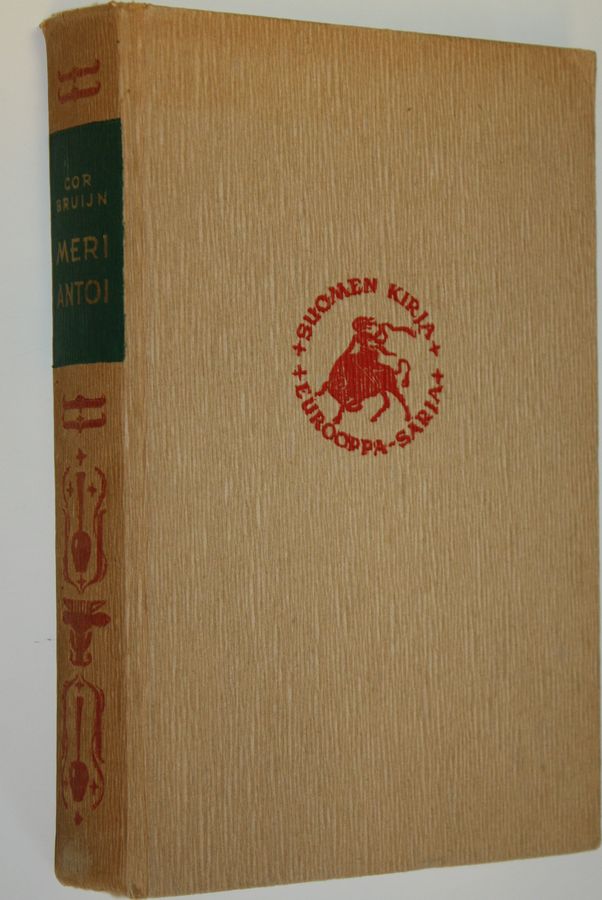 COR
BRUIJN
MERI
ANTOI
SUOMEN KIRJA
EUROOPPA-SARJA